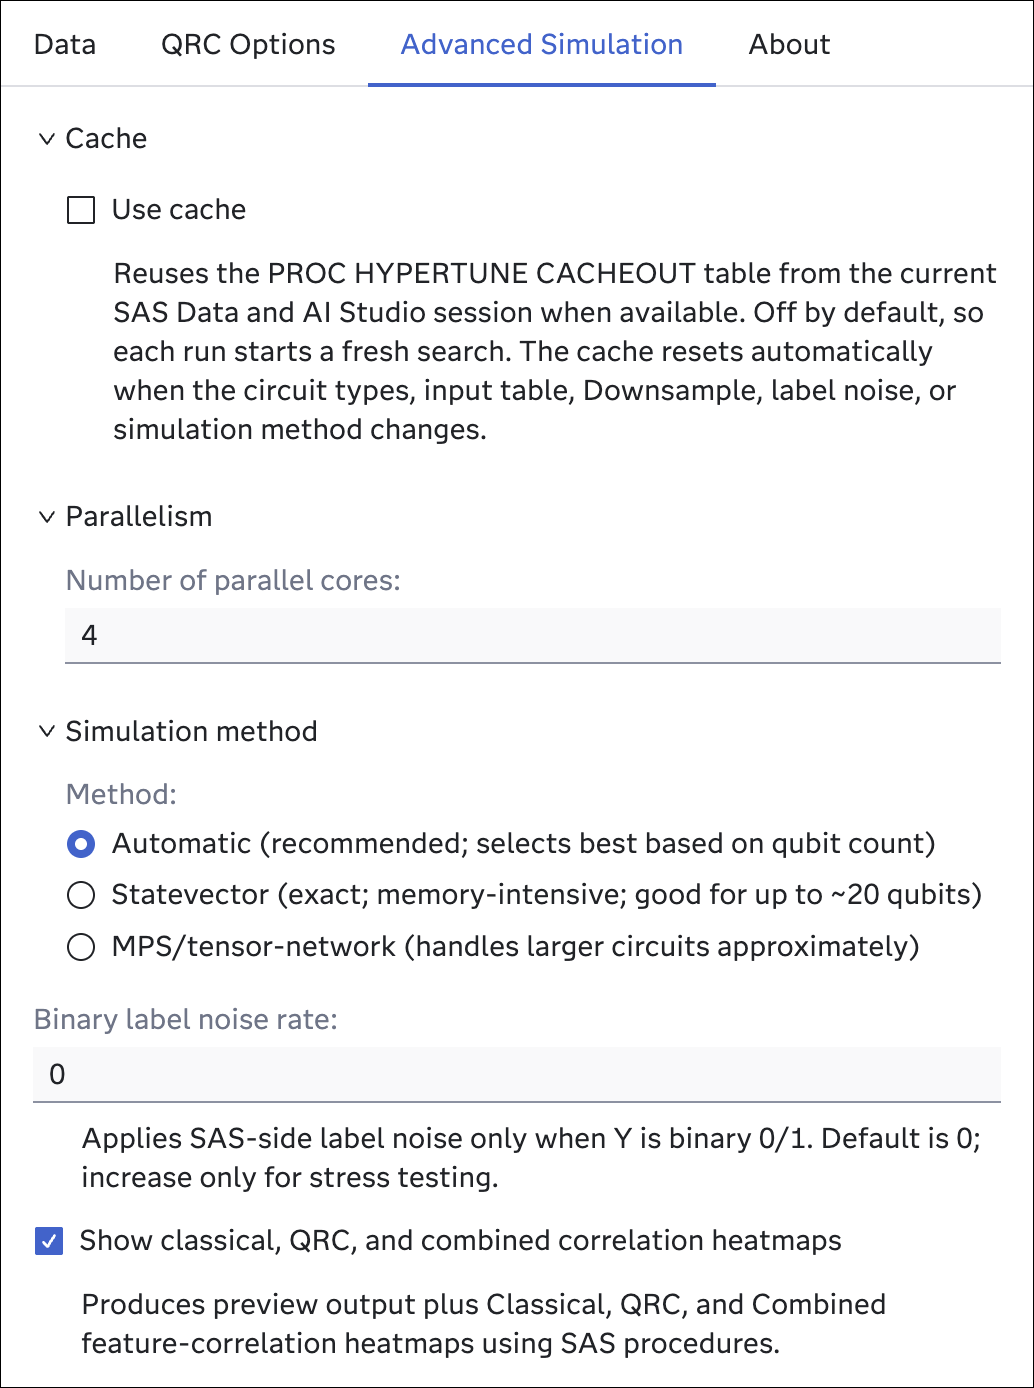 Data QRC Options Advanced Simulation About
Cache
Use cache
Reuses the PROC HYPERTUNE CACHEOUT table from the current
SAS Data and AI Studio session when available. Off by default, so
each run starts a fresh search. The cache resets automatically
when the circuit types, input table, Downsample, label noise, or
simulation method changes.
Parallelism
Number of parallel cores:
4
Simulation method
Method:
Automatic (recommended; selects best based on qubit count)
Statevector (exact; memory-intensive; good for up to ~20 qubits)
MPS/tensor-network (handles larger circuits approximately)
Binary label noise rate:
0
Applies SAS-side label noise only when Y is binary 0/1. Default is 0;
increase only for stress testing.
Show classical, QRC, and combined correlation heatmaps
Produces preview output plus Classical, QRC, and Combined
feature-correlation heatmaps using SAS procedures.